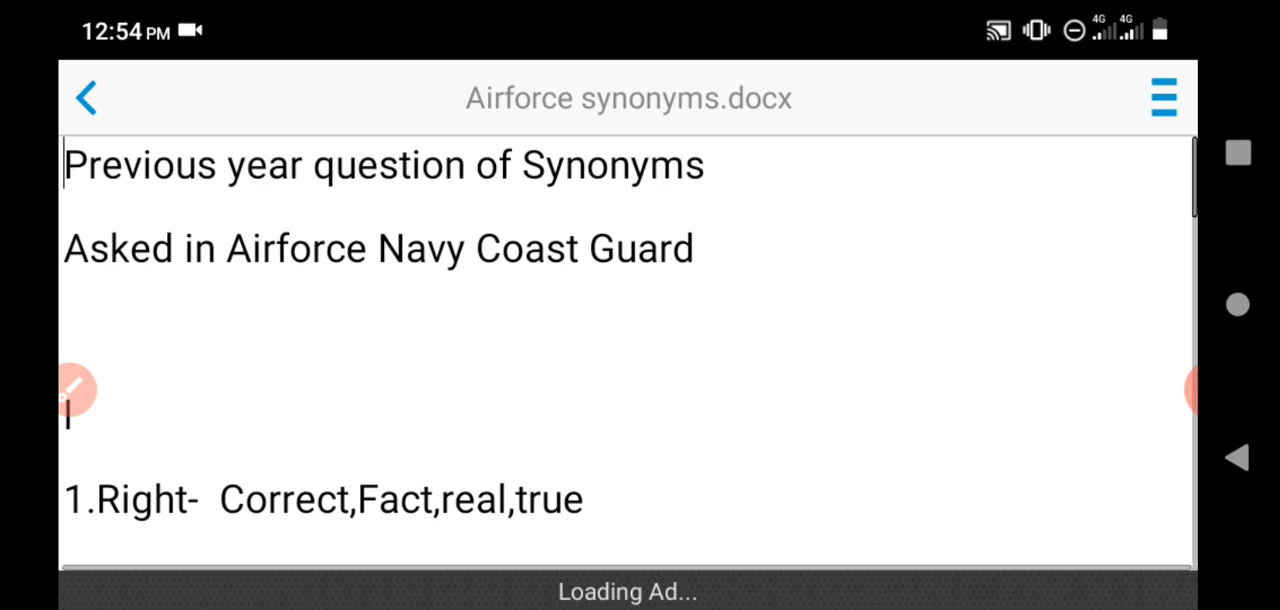 12:54 PM
4G 4G
Airforce synonyms.docx
Previous year question of Synonyms
Asked in Airforce Navy Coast Guard
1.Right-  Correct,Fact,real,true
Loading Ad...